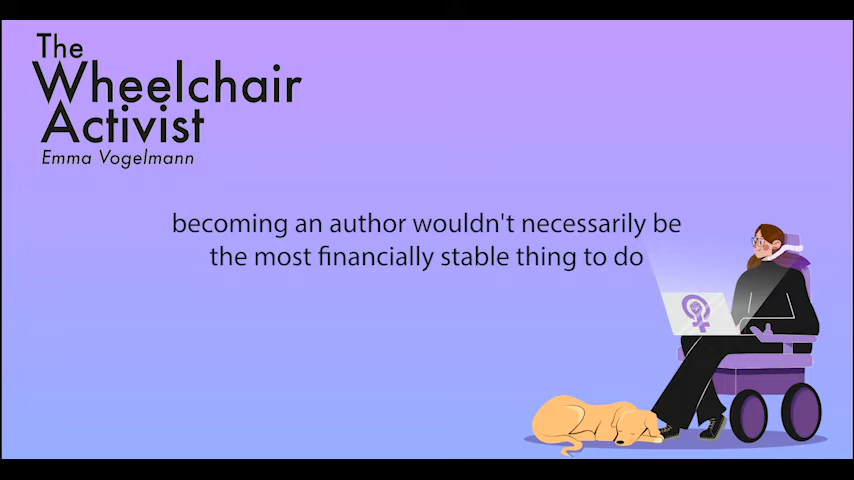 The
Wheelchair
Activist
Emma Vogelmann
becoming an author wouldn't necessarily be
the most financially stable thing to do